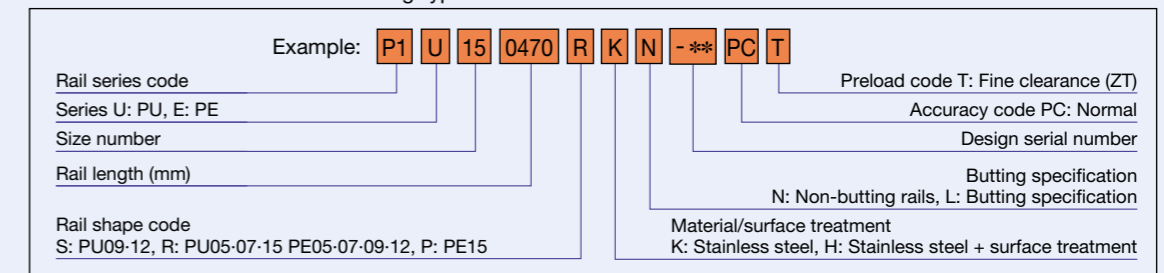 Example: P1 U 15 0470 R K N -** PC T
Rail series code
Preload code T: Fine clearance (ZT)
Series U: PU, E: PE
Accuracy code PC: Normal
Size number
Design serial number
Rail length (mm)
Butting specification
N: Non-butting rails, L: Butting specification
Rail shape code
S: PU09·12, R: PU05·07·15 PE05·07·09·12, P: PE15
Material/surface treatment
K: Stainless steel, H: Stainless steel + surface treatment